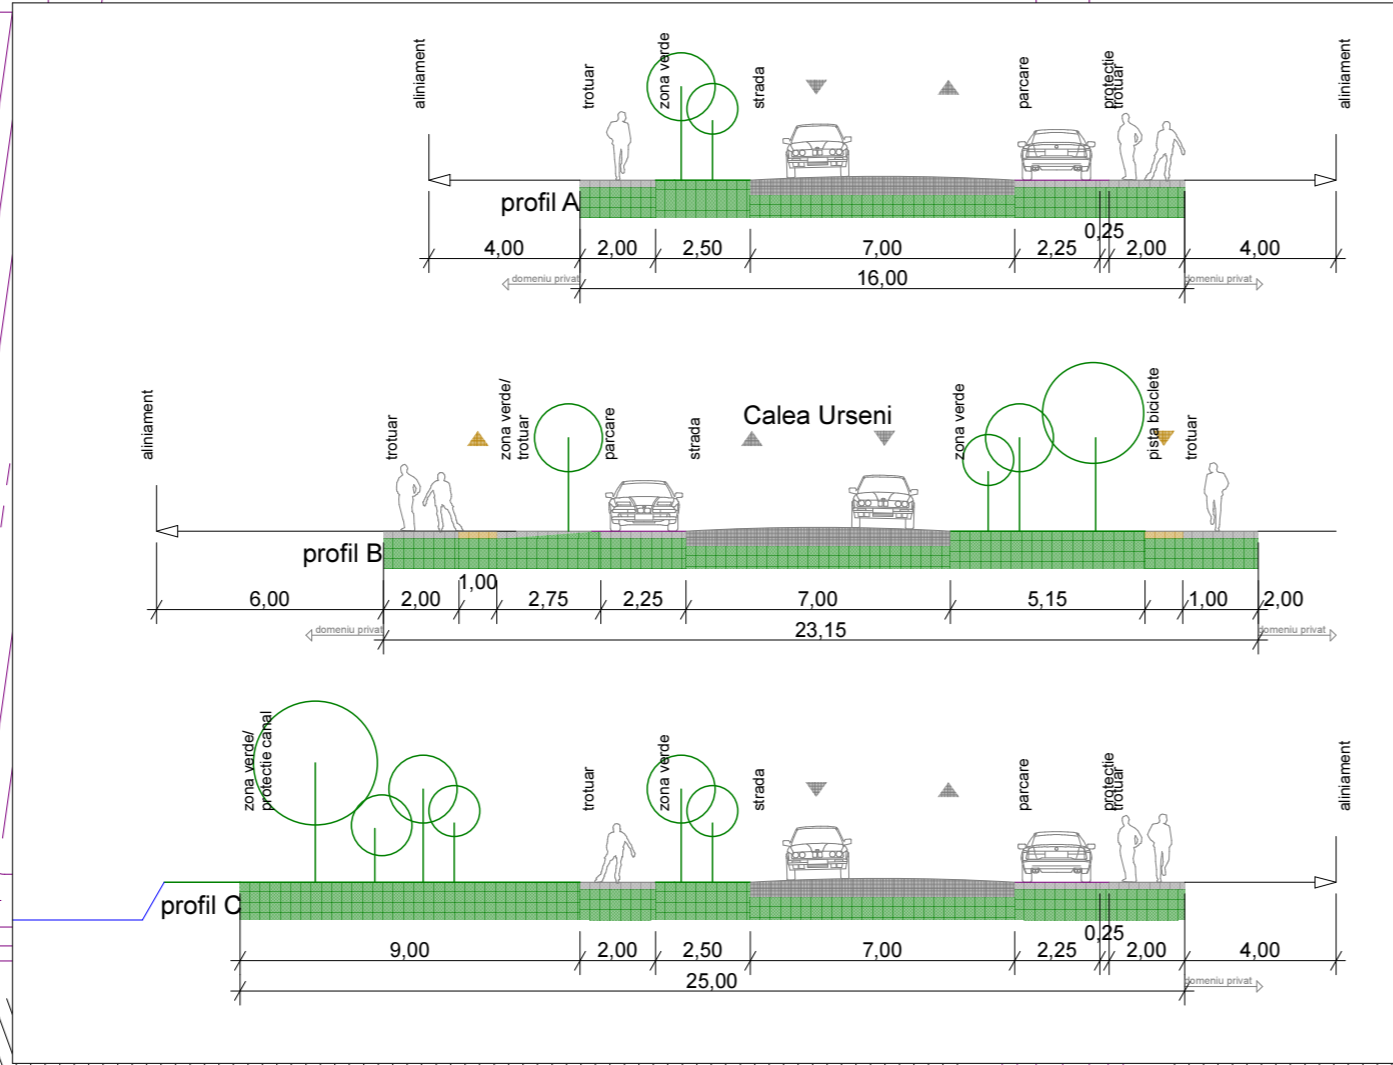 aliniament
trotuar
zona verde
strada
parcare
protectie
trotuar
aliniament
profil A
4,00
2,00
2,50
7,00
2,25
0,25
2,00
4,00
domeniu privat
16,00
domeniu privat
aliniament
trotuar
zona verde/
trotuar
parcare
strada
Calea Urseni
zona verde
pista biciclete
trotuar
profil B
6,00
2,00
1,00
2,75
2,25
7,00
5,15
1,00
2,00
domeniu privat
23,15
domeniu privat
zona verde/
protectie canal
trotuar
zona verde
strada
parcare
protectie
trotuar
aliniament
profil C
9,00
2,00
2,50
7,00
2,25
0,25
2,00
4,00
25,00
domeniu privat